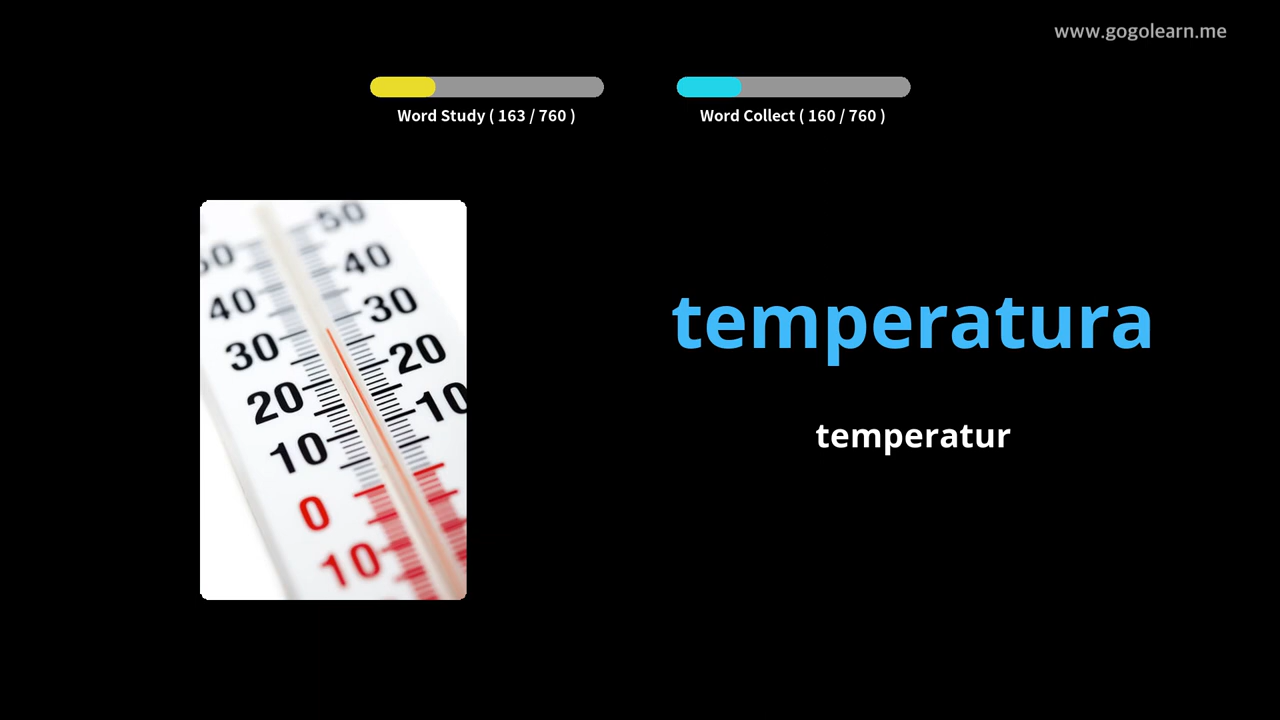 www.gogolearn.me
Word Study ( 163 / 760 )
Word Collect ( 160 / 760 )
50
40
40
30
30
20
20
10
10
0
10
temperatura
temperatur